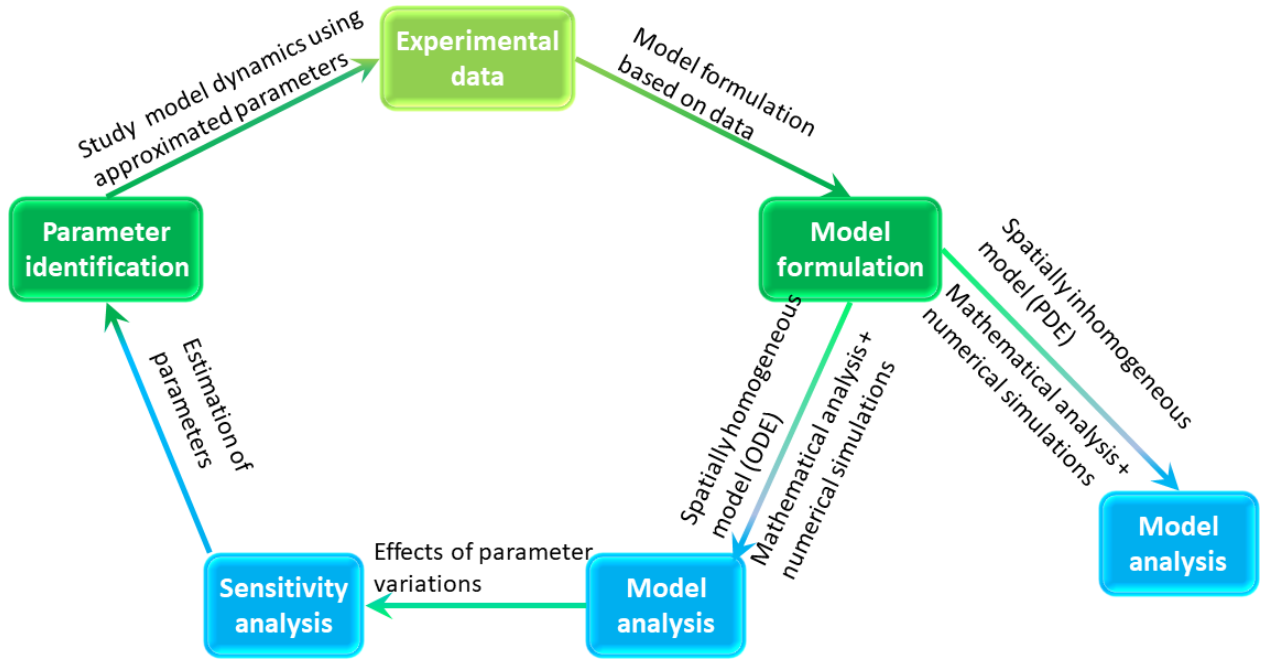 Experimental
data
Model formulation
based on data
Model
formulation
Spatially inhomogeneous
model (PDE)
Mathematical analysis+
numerical simulations
Model
analysis
Spatially homogeneous
model (ODE)
Mathematical analysis+
numerical simulations
Model
analysis
Effects of parameter
variations
Sensitivity
analysis
Estimation of
parameters
Parameter
identification
Study model dynamics using
approximated parameters